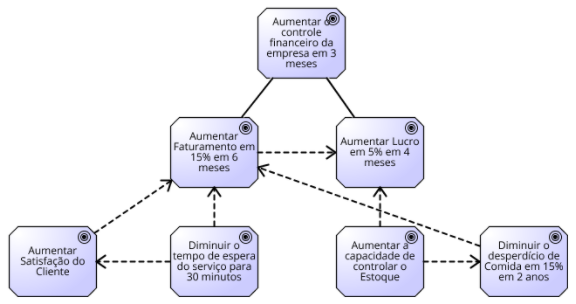 Aumentar o
controle
financeiro da
empresa em 3
meses
Aumentar
Faturamento em
15% em 6
meses
Aumentar Lucro
em 5% em 4
meses
Aumentar
Satisfação do
Cliente
Diminuir o
tempo de espera
do serviço para
30 minutos
Aumentar a
capacidade de
controlar o
Estoque
Diminuir o
desperdício de
Comida em 15%
em 2 anos